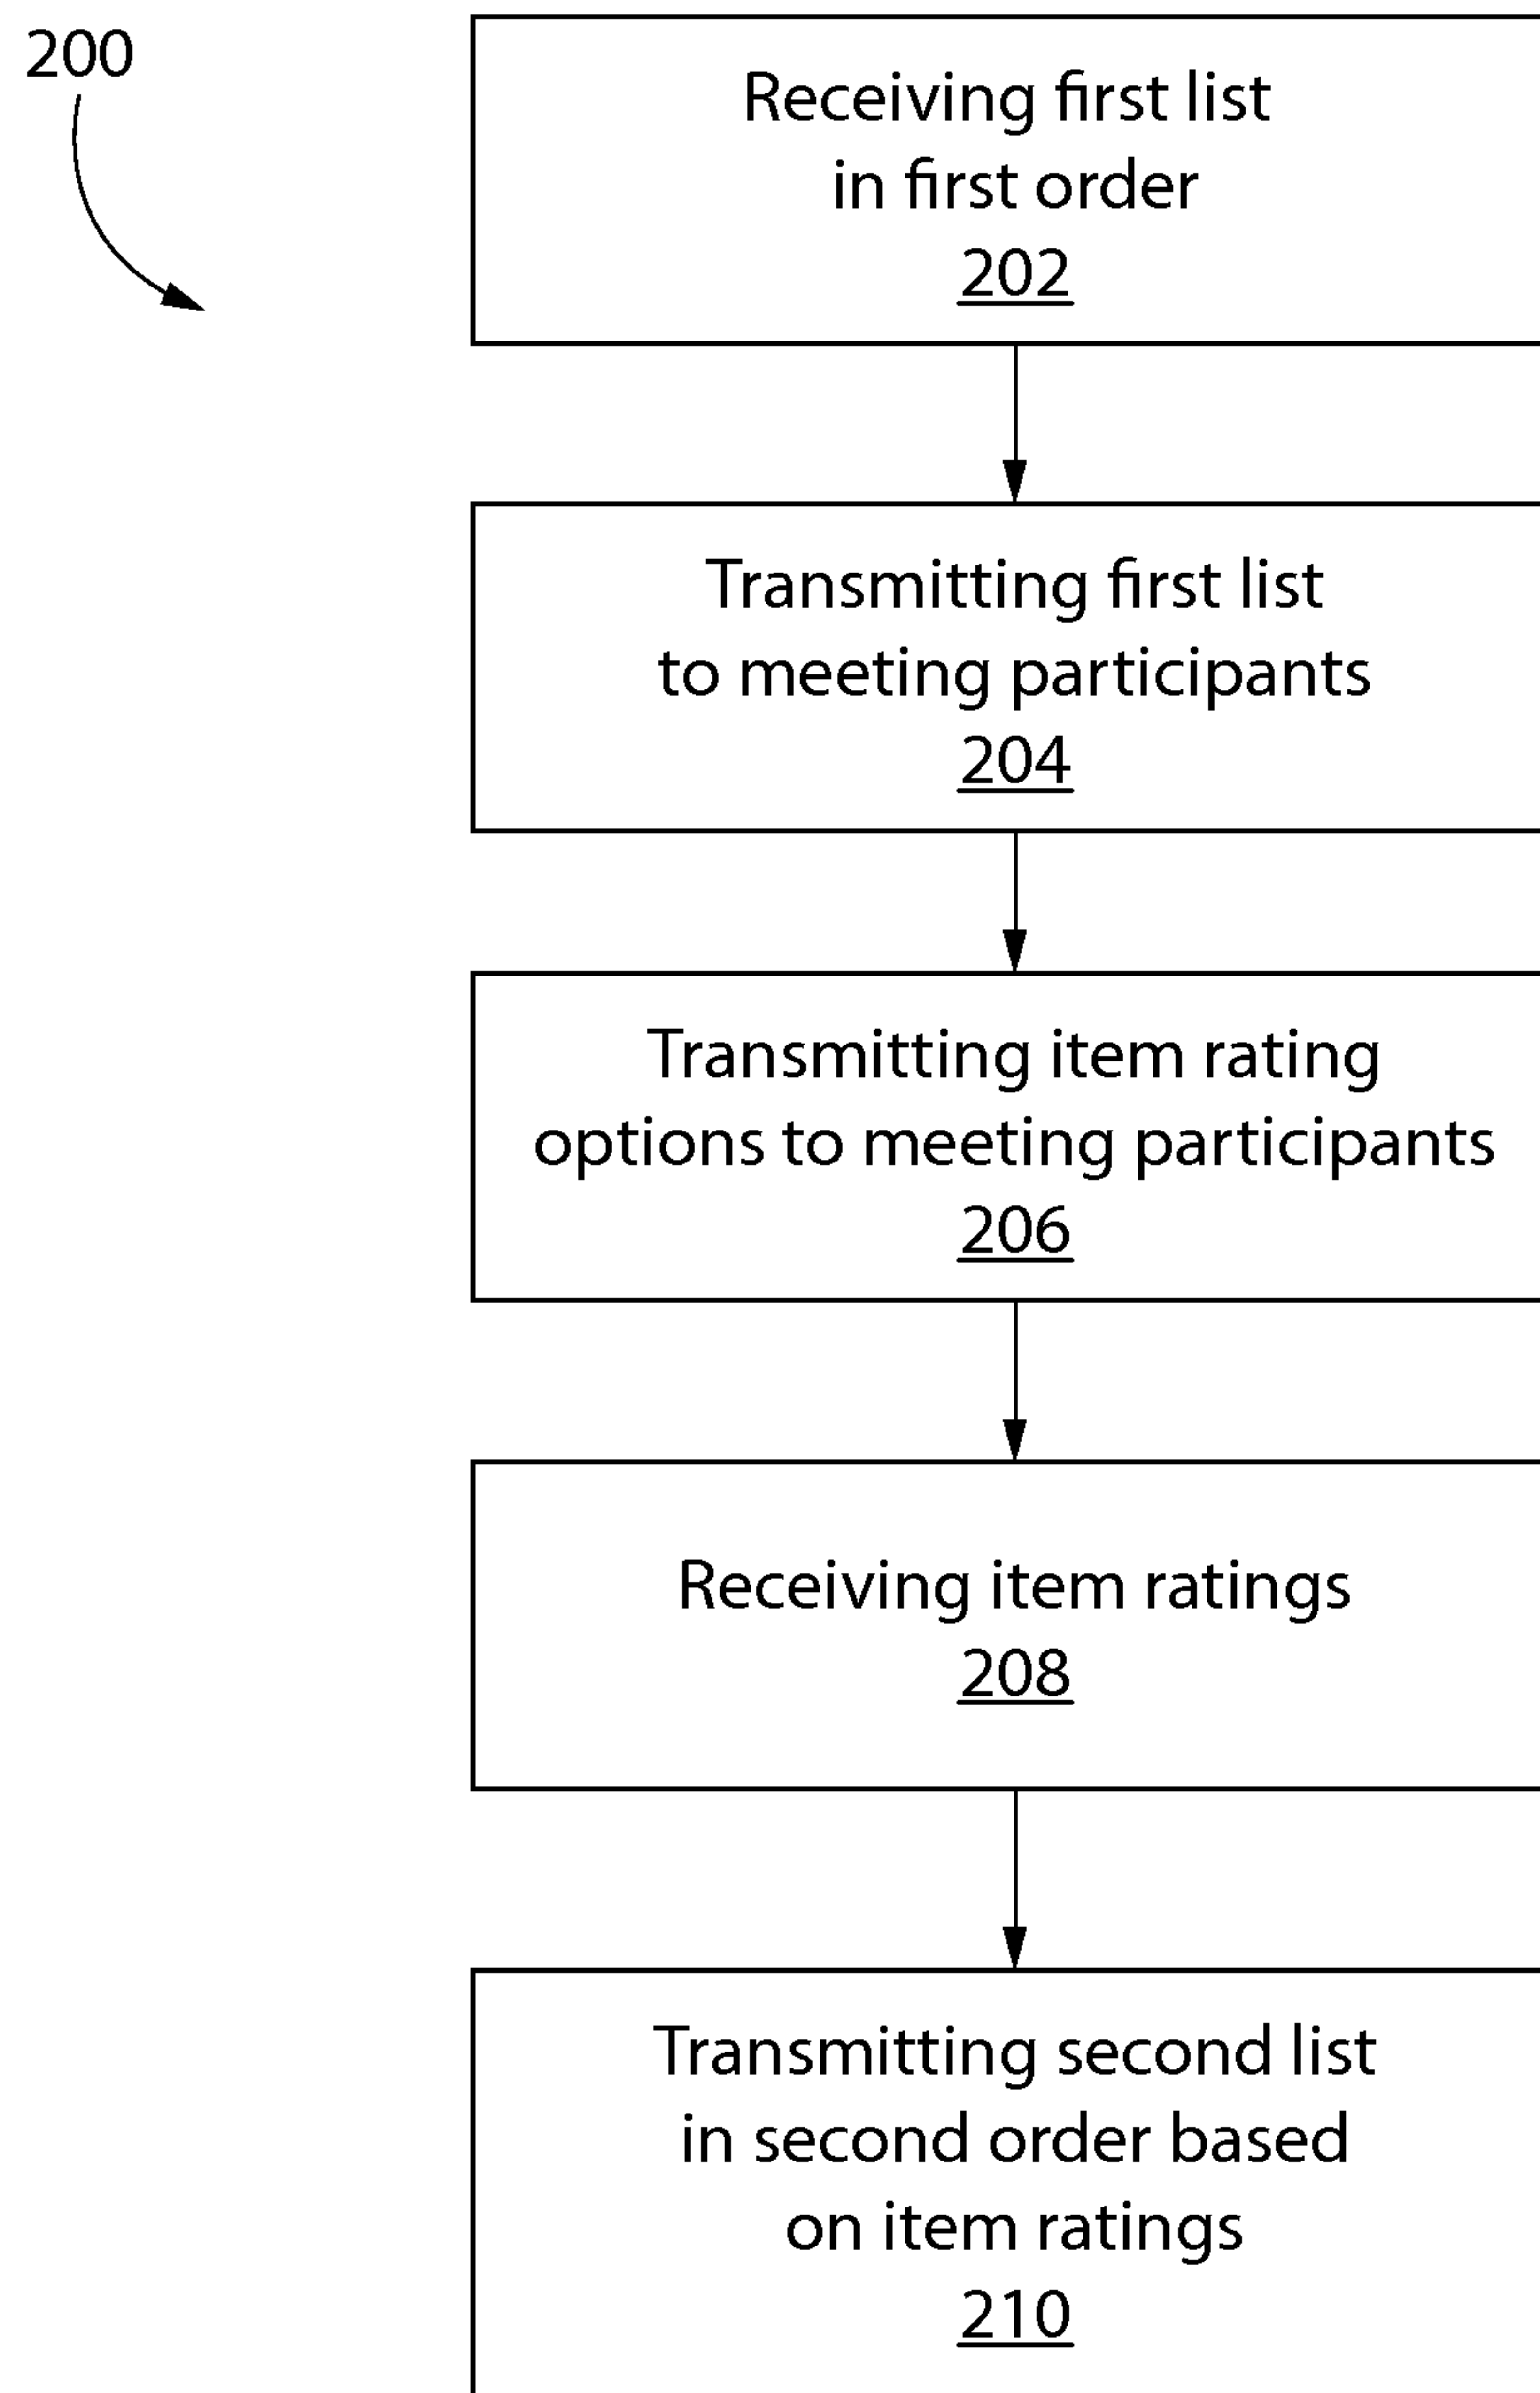 200
Receiving first list
in first order
202
Transmitting first list
to meeting participants
204
Transmitting item rating
options to meeting participants
206
Receiving item ratings
208
Transmitting second list
in second order based
on item ratings
210